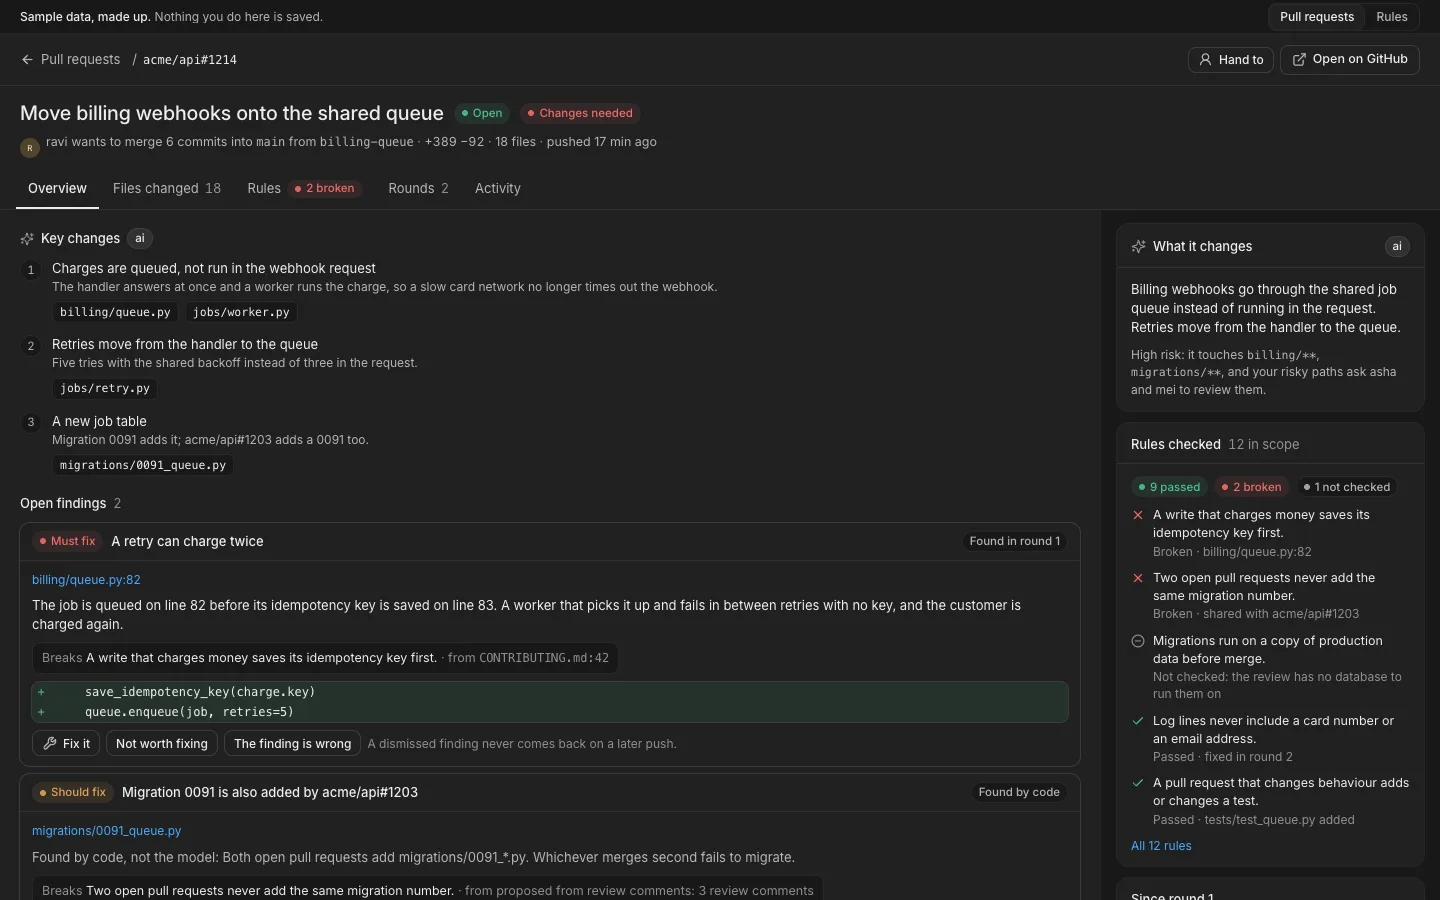 Sample data, made up. Nothing you do here is saved.
Pull requests Rules
Pull requests / acme/api#1214
Hand to Open on GitHub
Move billing webhooks onto the shared queue Open Changes needed
R ravi wants to merge 6 commits into main from billing-queue · +389 −92 · 18 files · pushed 17 min ago
Overview Files changed 18 Rules 2 broken Rounds 2 Activity
Key changes ai
1 Charges are queued, not run in the webhook request
The handler answers at once and a worker runs the charge, so a slow card network no longer times out the webhook.
billing/queue.py jobs/worker.py
2 Retries move from the handler to the queue
Five tries with the shared backoff instead of three in the request.
jobs/retry.py
3 A new job table
Migration 0091 adds it; acme/api#1203 adds a 0091 too.
migrations/0091_queue.py
Open findings 2
Must fix A retry can charge twice Found in round 1
billing/queue.py:82
The job is queued on line 82 before its idempotency key is saved on line 83. A worker that picks it up and fails in between retries with no key, and the customer is
charged again.
Breaks A write that charges money saves its idempotency key first. · from CONTRIBUTING.md:42
+ save_idempotency_key(charge.key)
+ queue.enqueue(job, retries=5)
Fix it Not worth fixing The finding is wrong A dismissed finding never comes back on a later push.
Should fix Migration 0091 is also added by acme/api#1203 Found by code
migrations/0091_queue.py
Found by code, not the model: Both open pull requests add migrations/0091_*.py. Whichever merges second fails to migrate.
Breaks Two open pull requests never add the same migration number. · from proposed from review comments: 3 review comments
What it changes ai
Billing webhooks go through the shared job
queue instead of running in the request.
Retries move from the handler to the queue.
High risk: it touches billing/**,
migrations/**, and your risky paths ask asha
and mei to review them.
Rules checked 12 in scope
9 passed 2 broken 1 not checked
A write that charges money saves its
idempotency key first.
Broken · billing/queue.py:82
Two open pull requests never add the
same migration number.
Broken · shared with acme/api#1203
Migrations run on a copy of production
data before merge.
Not checked: the review has no database to
run them on
Log lines never include a card number or
an email address.
Passed · fixed in round 2
A pull request that changes behaviour adds
or changes a test.
Passed · tests/test_queue.py added
All 12 rules
Since round 1